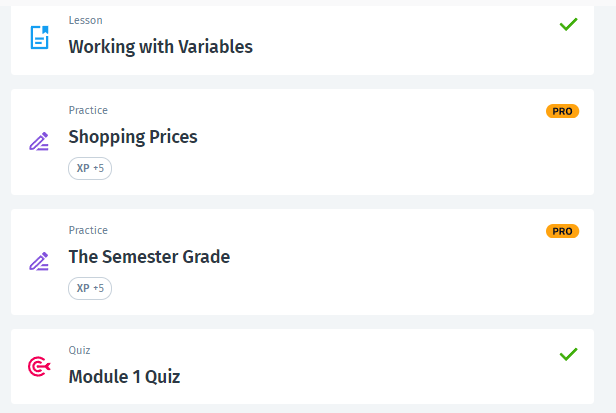 Lesson
Working with Variables
Practice
PRO
Shopping Prices
XP +5
Practice
PRO
The Semester Grade
XP +5
Quiz
Module 1 Quiz